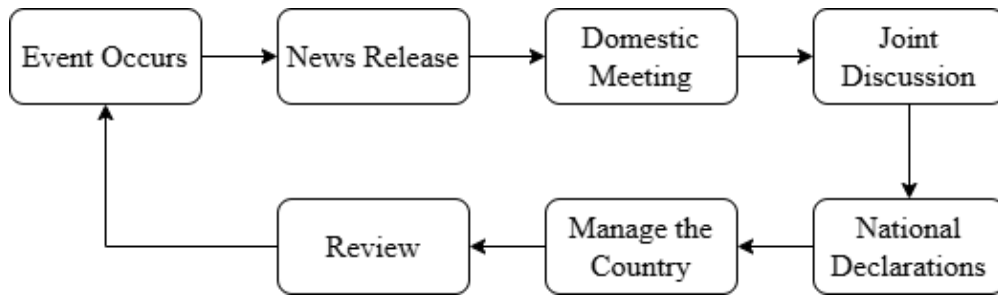 Event Occurs
News Release
Domestic
Meeting
Joint
Discussion
National
Declarations
Manage the
Country
Review